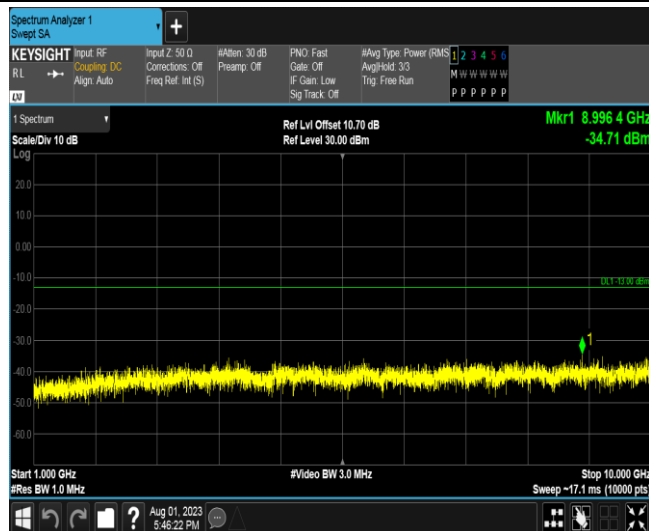 Spectrum Analyzer 1
Swept SA
+
KEYSIGHT
RL
LXI
Input: RF
Coupling: DC
Align: Auto
Input Z: 50 Ω
Corrections: Off
Freq Ref: Int (S)
#Atten: 30 dB
Preamp: Off
PNO: Fast
Gate: Off
IF Gain: Low
Sig Track: Off
#Avg Type: Power (RMS
Avg|Hold: 3/3
Trig: Free Run
1 2 3 4 5 6
M W W W W W
P P P P P P
1 Spectrum
Scale/Div 10 dB
Log
Ref Lvl Offset 10.70 dB
Ref Level 30.00 dBm
Mkr1 8.996 4 GHz
-34.71 dBm
20.0
10.0
0.00
-10.0
DL1 -13.00 dBm
-20.0
-30.0
1
-40.0
-50.0
-60.0
Start 1.000 GHz
#Video BW 3.0 MHz
Stop 10.000 GHz
#Res BW 1.0 MHz
Sweep ~17.1 ms (10000 pts)
?
Aug 01, 2023
5:46:22 PM